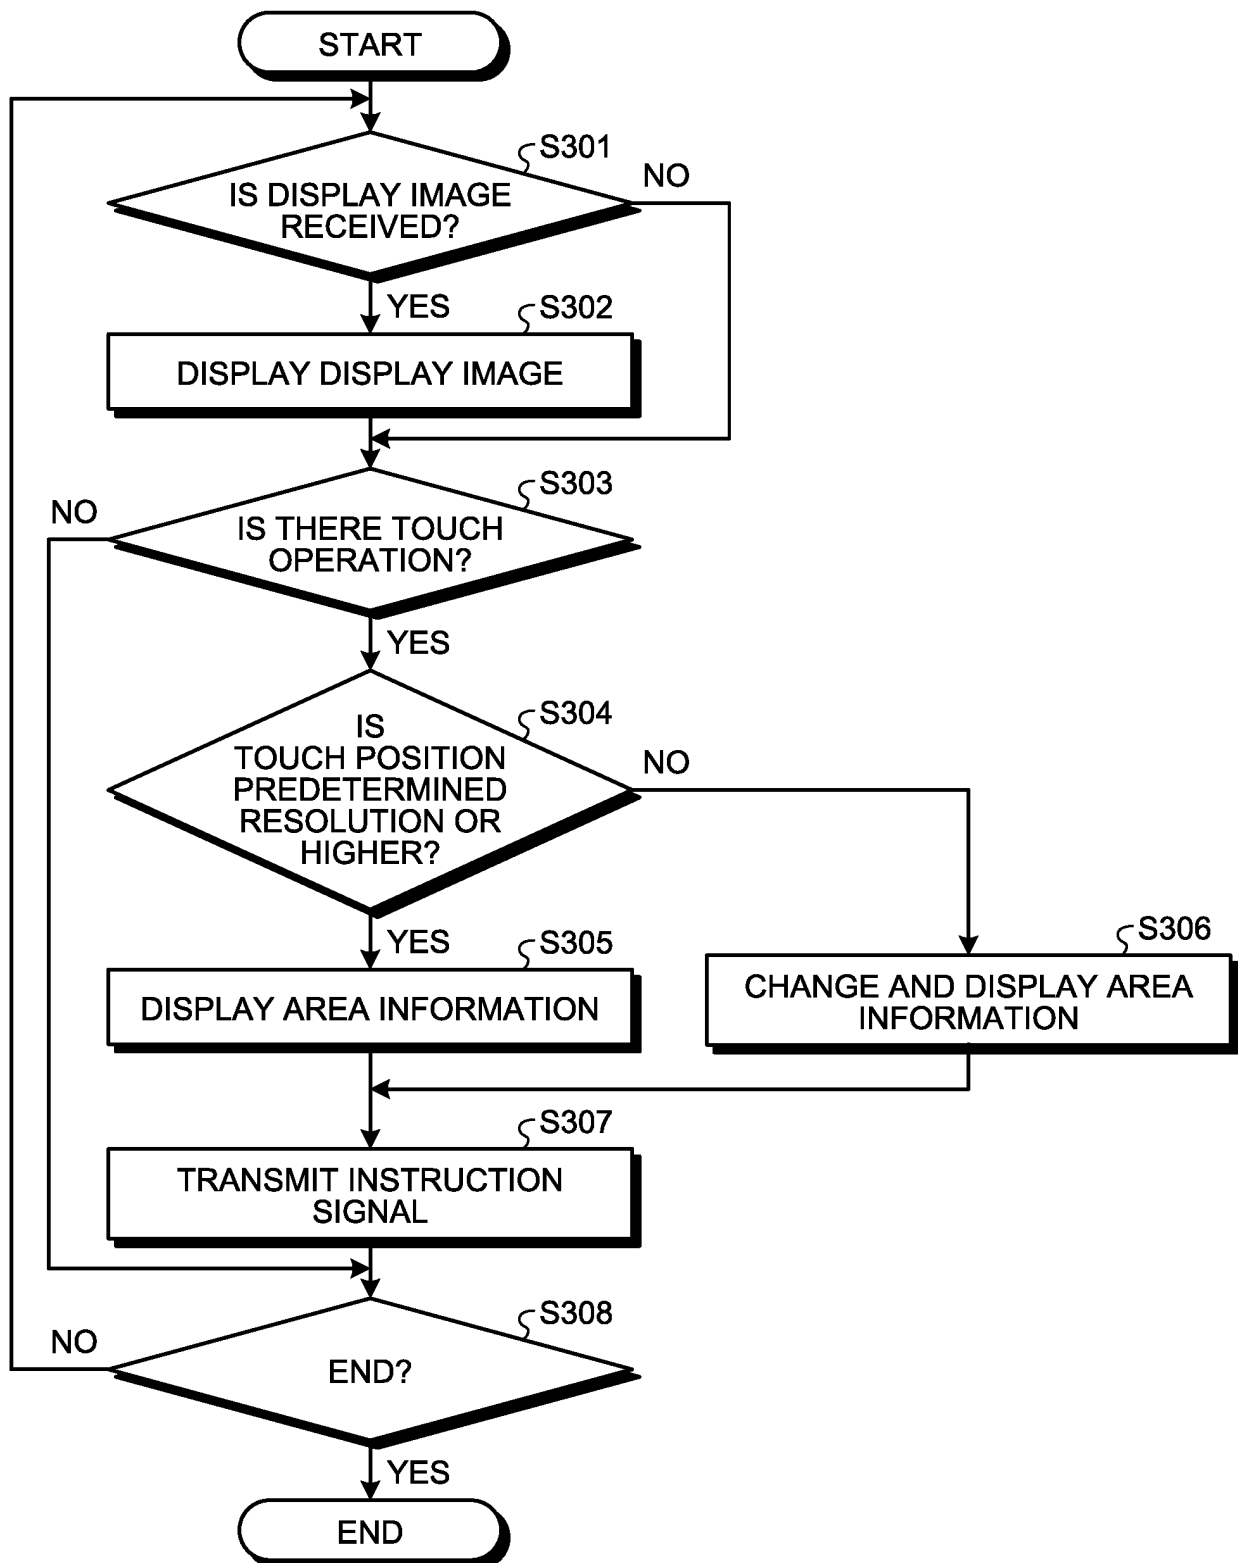 START
S301
IS DISPLAY IMAGE
RECEIVED?
NO
YES
S302
DISPLAY DISPLAY IMAGE
S303
NO
IS THERE TOUCH
OPERATION?
YES
S304
IS
TOUCH POSITION
PREDETERMINED
RESOLUTION OR
HIGHER?
NO
YES
S305
DISPLAY AREA INFORMATION
S306
CHANGE AND DISPLAY AREA
INFORMATION
S307
TRANSMIT INSTRUCTION
SIGNAL
S308
NO
END?
YES
END